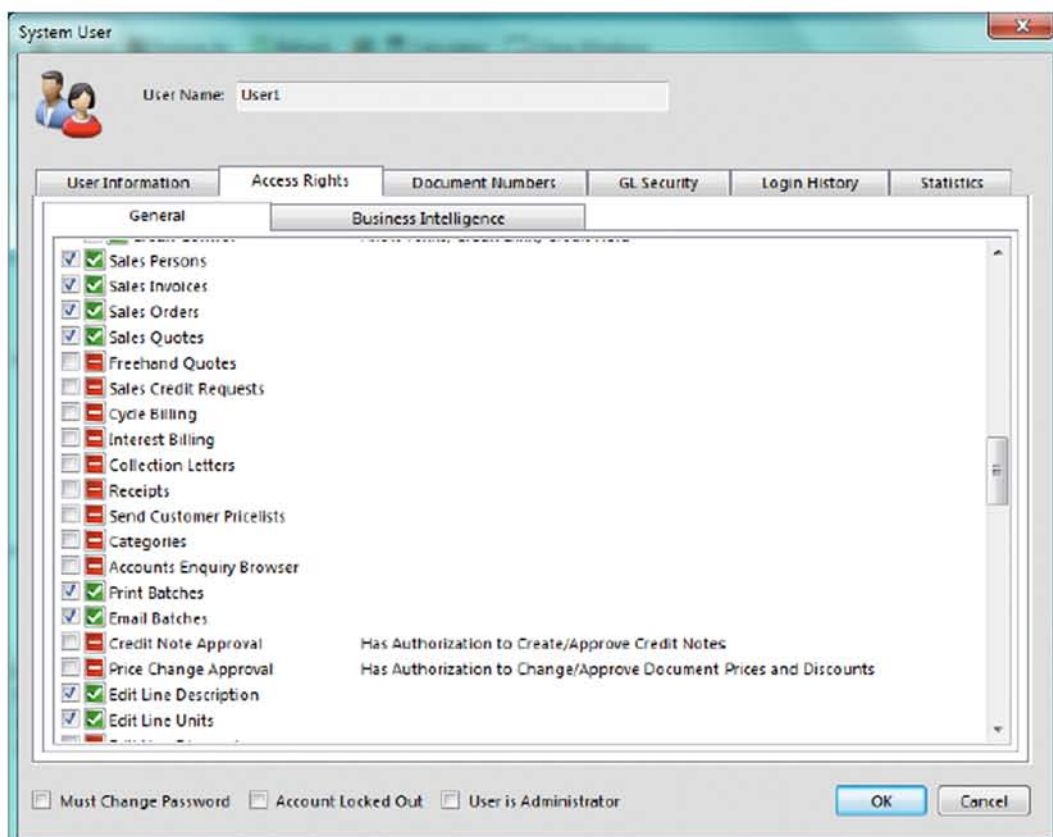 System User
User Name: User1
User Information Access Rights Document Numbers GL Security Login History Statistics
General Business Intelligence
Sales Persons
Sales Invoices
Sales Orders
Sales Quotes
Freehand Quotes
Sales Credit Requests
Cycle Billing
Interest Billing
Collection Letters
Receipts
Send Customer Pricelists
Categories
Accounts Enquiry Browser
Print Batches
Email Batches
Credit Note Approval Has Authorization to Create/Approve Credit Notes
Price Change Approval Has Authorization to Change/Approve Document Prices and Discounts
Edit Line Description
Edit Line Units
Must Change Password Account Locked Out User is Administrator OK Cancel